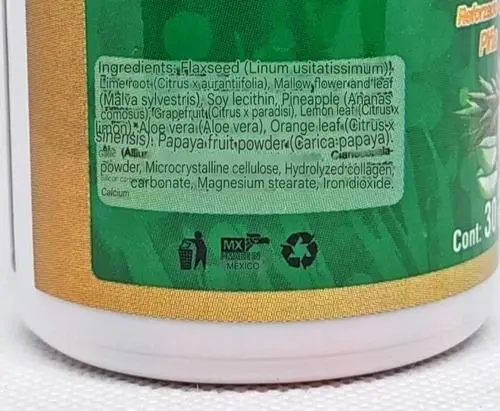 Ingredients: Flaxseed (Linum usitatissimum),
Lime root (Citrus x aurantiifolia), Mallow flower and leaf
(Malva sylvestris), Soy lecithin, Pineapple (Ananas
comosus), Grapefruit (Citrus x paradisi), Lemon leaf (Citrus x
limon), Aloe vera (Aloe vera), Orange leaf (Citrus x
sinensis), Papaya fruit powder (Carica papaya),
powder, Microcrystalline cellulose, Hydrolyzed collagen,
carbonate, Magnesium stearate, Iron dioxide.
Calcium
MX
MADE IN
MEXICO
Cont: 30